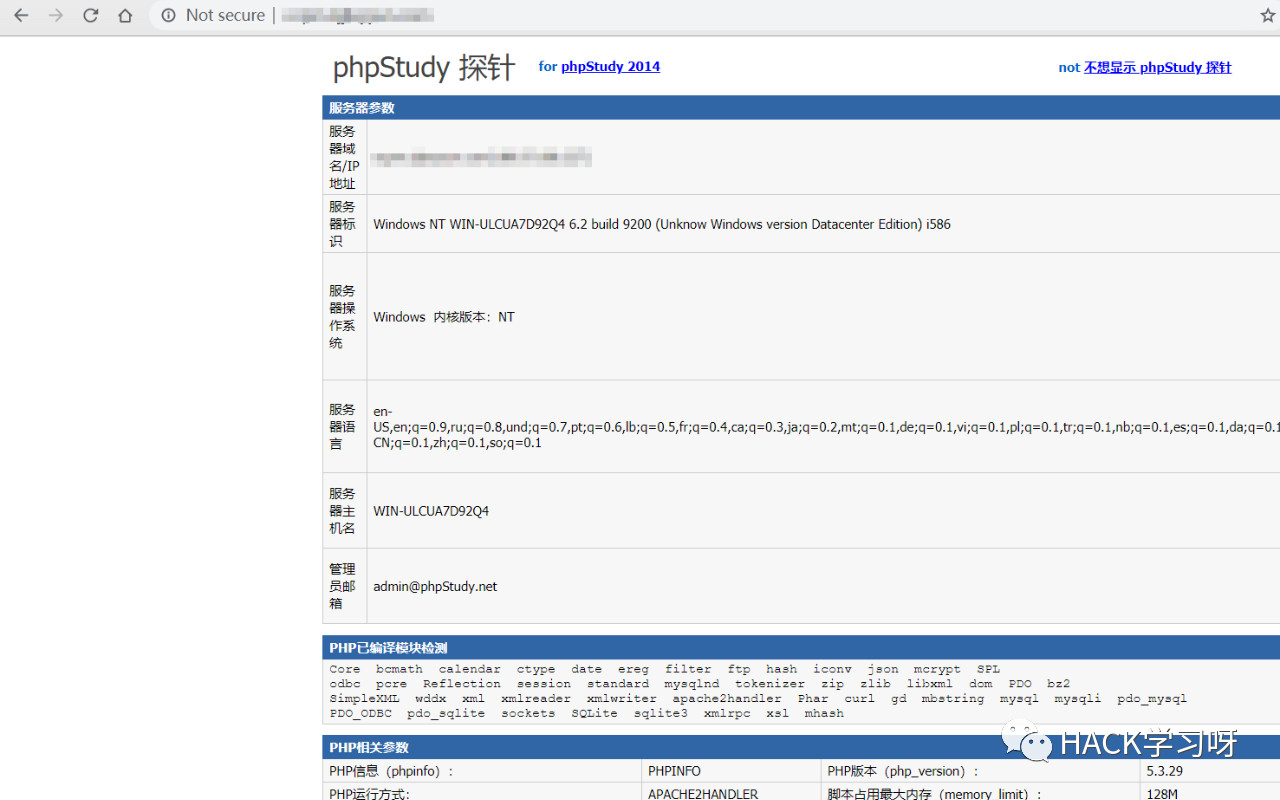 Not secure
phpStudy 探针 for phpStudy 2014 not 不想显示 phpStudy 探针
服务器参数
服务
器域
名/IP
地址
服务
器标
识
Windows NT WIN-ULCUA7D92Q4 6.2 build 9200 (Unknow Windows version Datacenter Edition) i586
服务
器操
作系
统
Windows 内核版本：NT
服务
器语
言
en-
US,en;q=0.9,ru;q=0.8,und;q=0.7,pt;q=0.6,lb;q=0.5,fr;q=0.4,ca;q=0.3,ja;q=0.2,mt;q=0.1,de;q=0.1,vi;q=0.1,pl;q=0.1,tr;q=0.1,nb;q=0.1,es;q=0.1,da;q=0.1
CN;q=0.1,zh;q=0.1,so;q=0.1
服务
器主
机名
WIN-ULCUA7D92Q4
管理
员邮
箱
admin@phpStudy.net
PHP已编译模块检测
Core bcmath calendar ctype date ereg filter ftp hash iconv json mcrypt SPL
odbc pcre Reflection session standard mysqlnd tokenizer zip zlib libxml dom PDO bz2
SimpleXML wddx xml xmlreader xmlwriter apache2handler Phar curl gd mbstring mysql mysqli pdo_mysql
PDO_ODBC pdo_sqlite sockets SQLite sqlite3 xmlrpc xsl mhash
PHP相关参数
HACK学习呀
PHP信息（phpinfo）： PHPINFO PHP版本（php_version）： 5.3.29
PHP运行方式： APACHE2HANDLER 脚本占用最大内存（memory_limit）： 128M